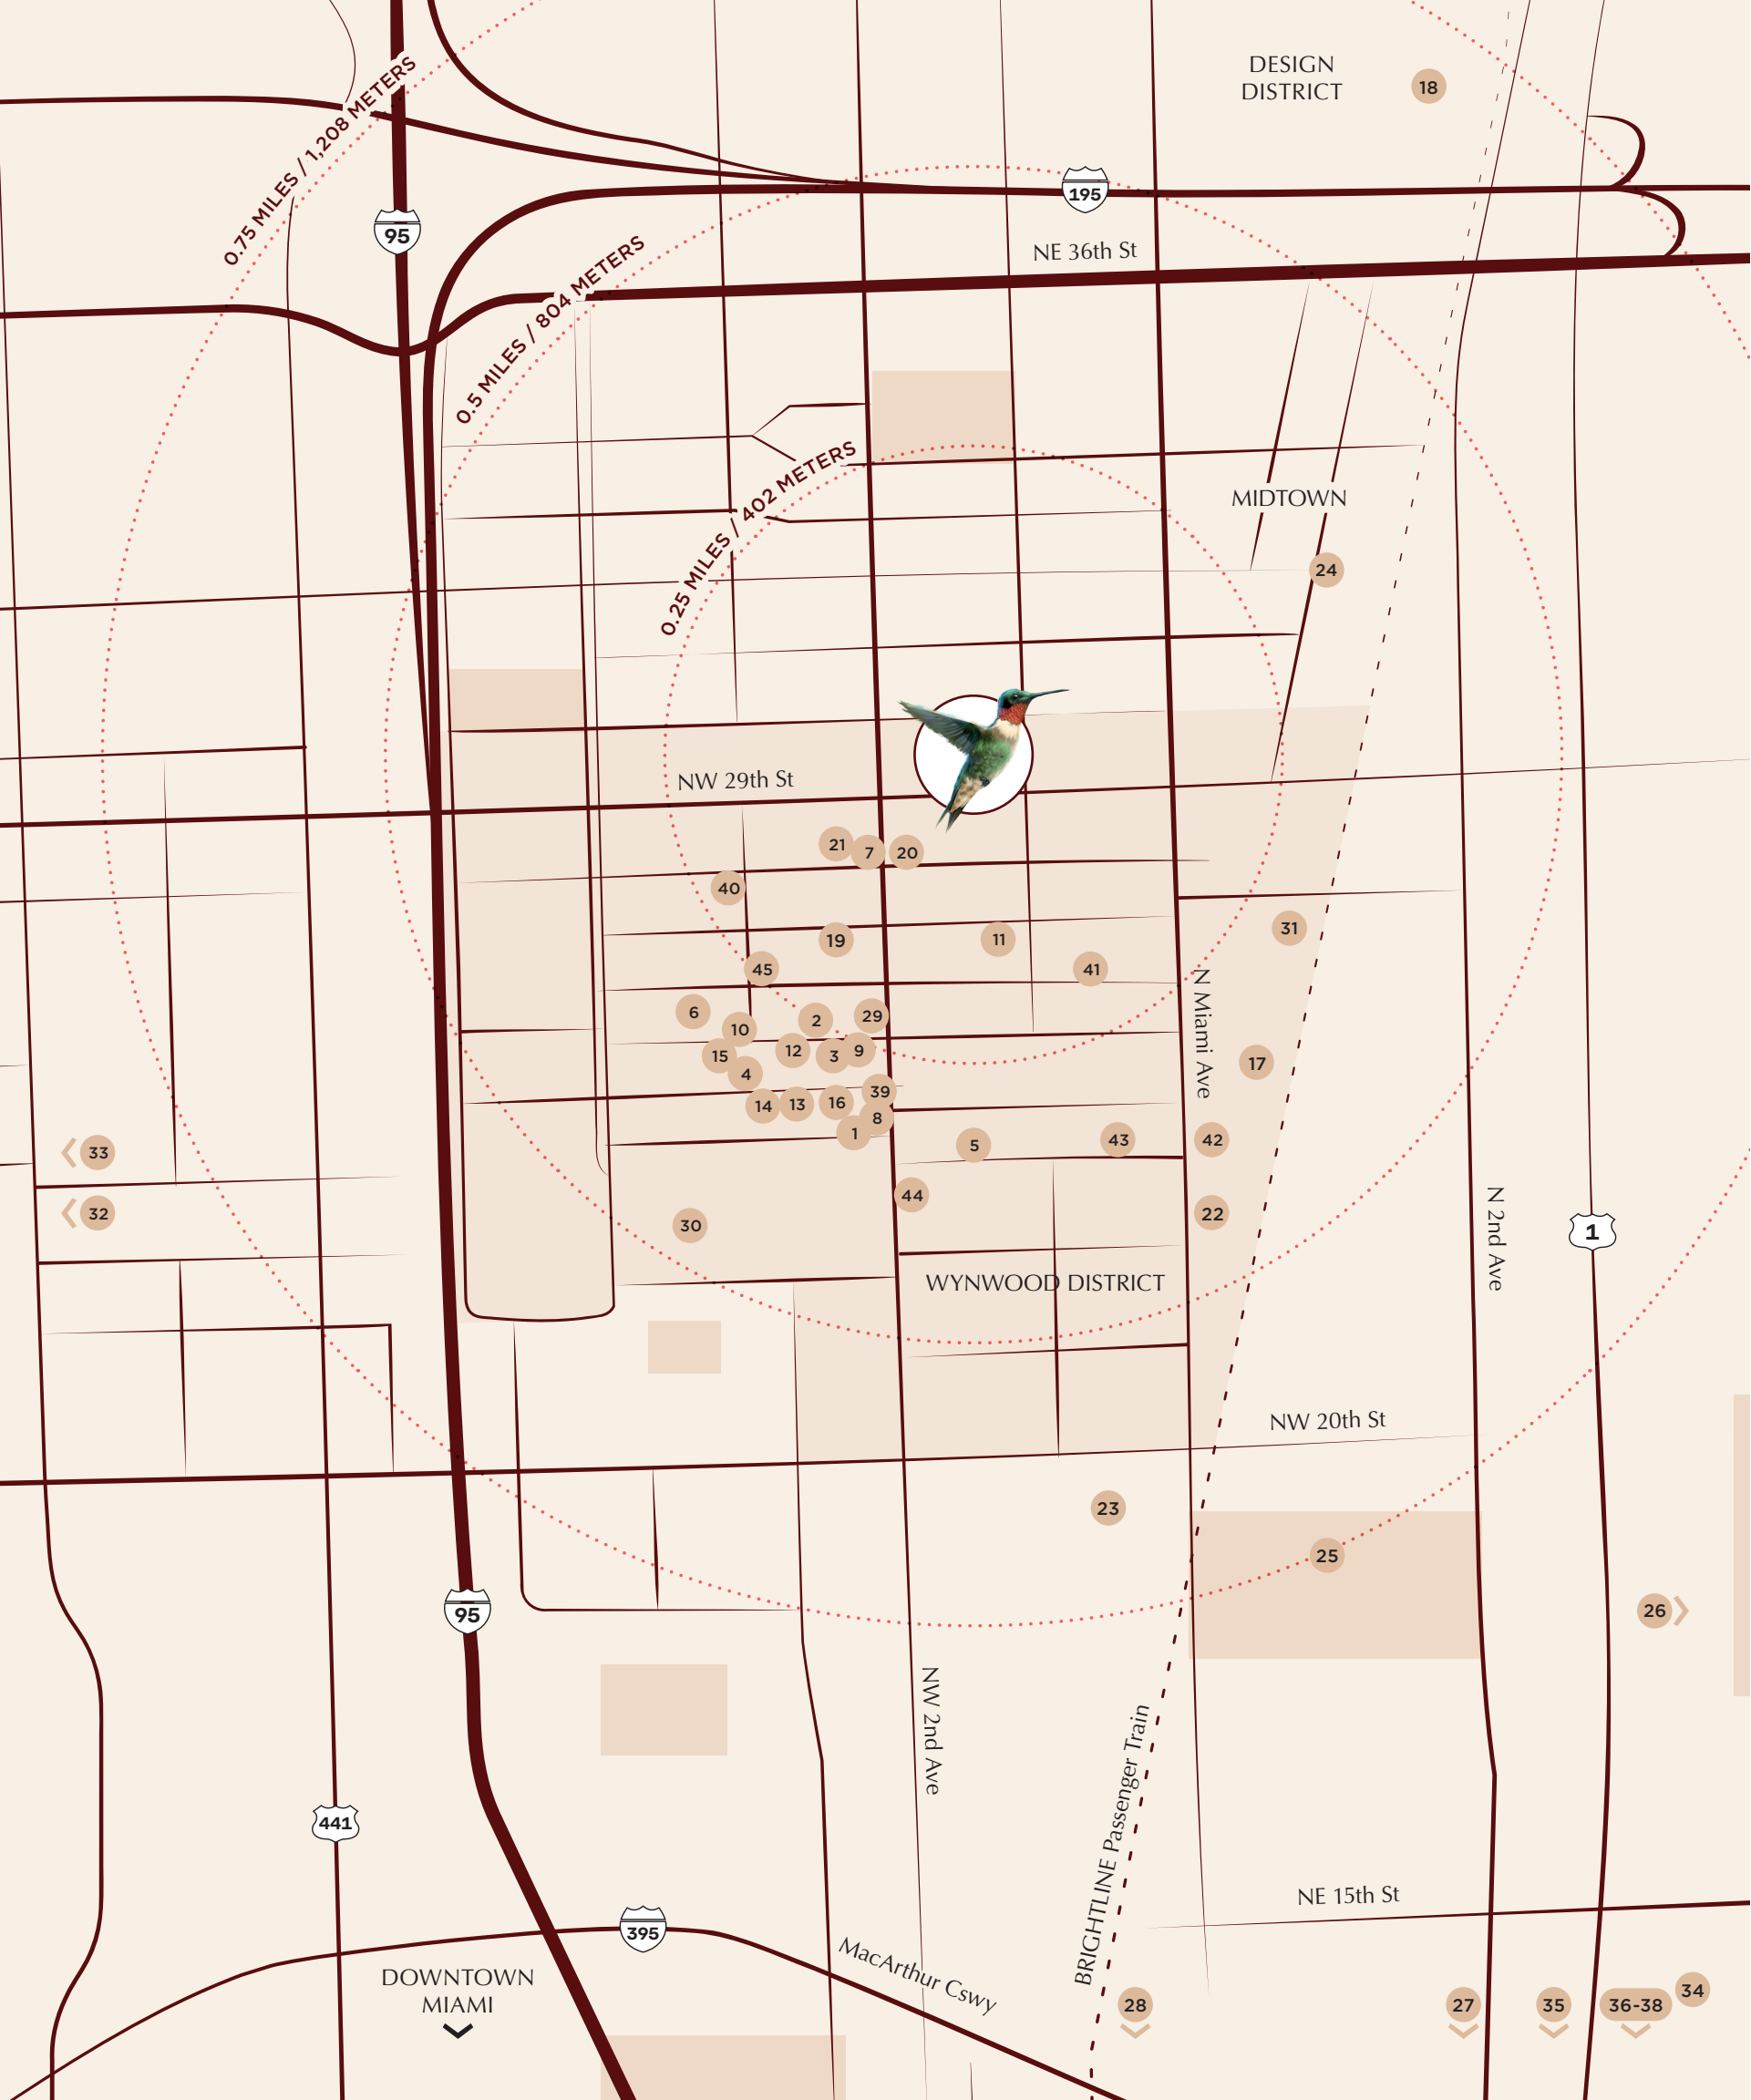 DESIGN
DISTRICT
18
0.75 MILES / 1,208 METERS
195
95
0.5 MILES / 804 METERS
NE 36th St
0.25 MILES / 402 METERS
MIDTOWN
24
NW 29th St
21
7
20
40
31
19
11
45
41
N Miami Ave
6
2
29
10
12
3
9
15
4
17
39
14
13
16
8
1
5
43
42
33
32
44
22
30
N 2nd Ave
1
WYNWOOD DISTRICT
NW 20th St
23
25
26
95
NW 2nd Ave
BRIGHTLINE Passenger Train
441
NE 15th St
395
MacArthur Cswy
DOWNTOWN
MIAMI
28
27
35
36-38
34